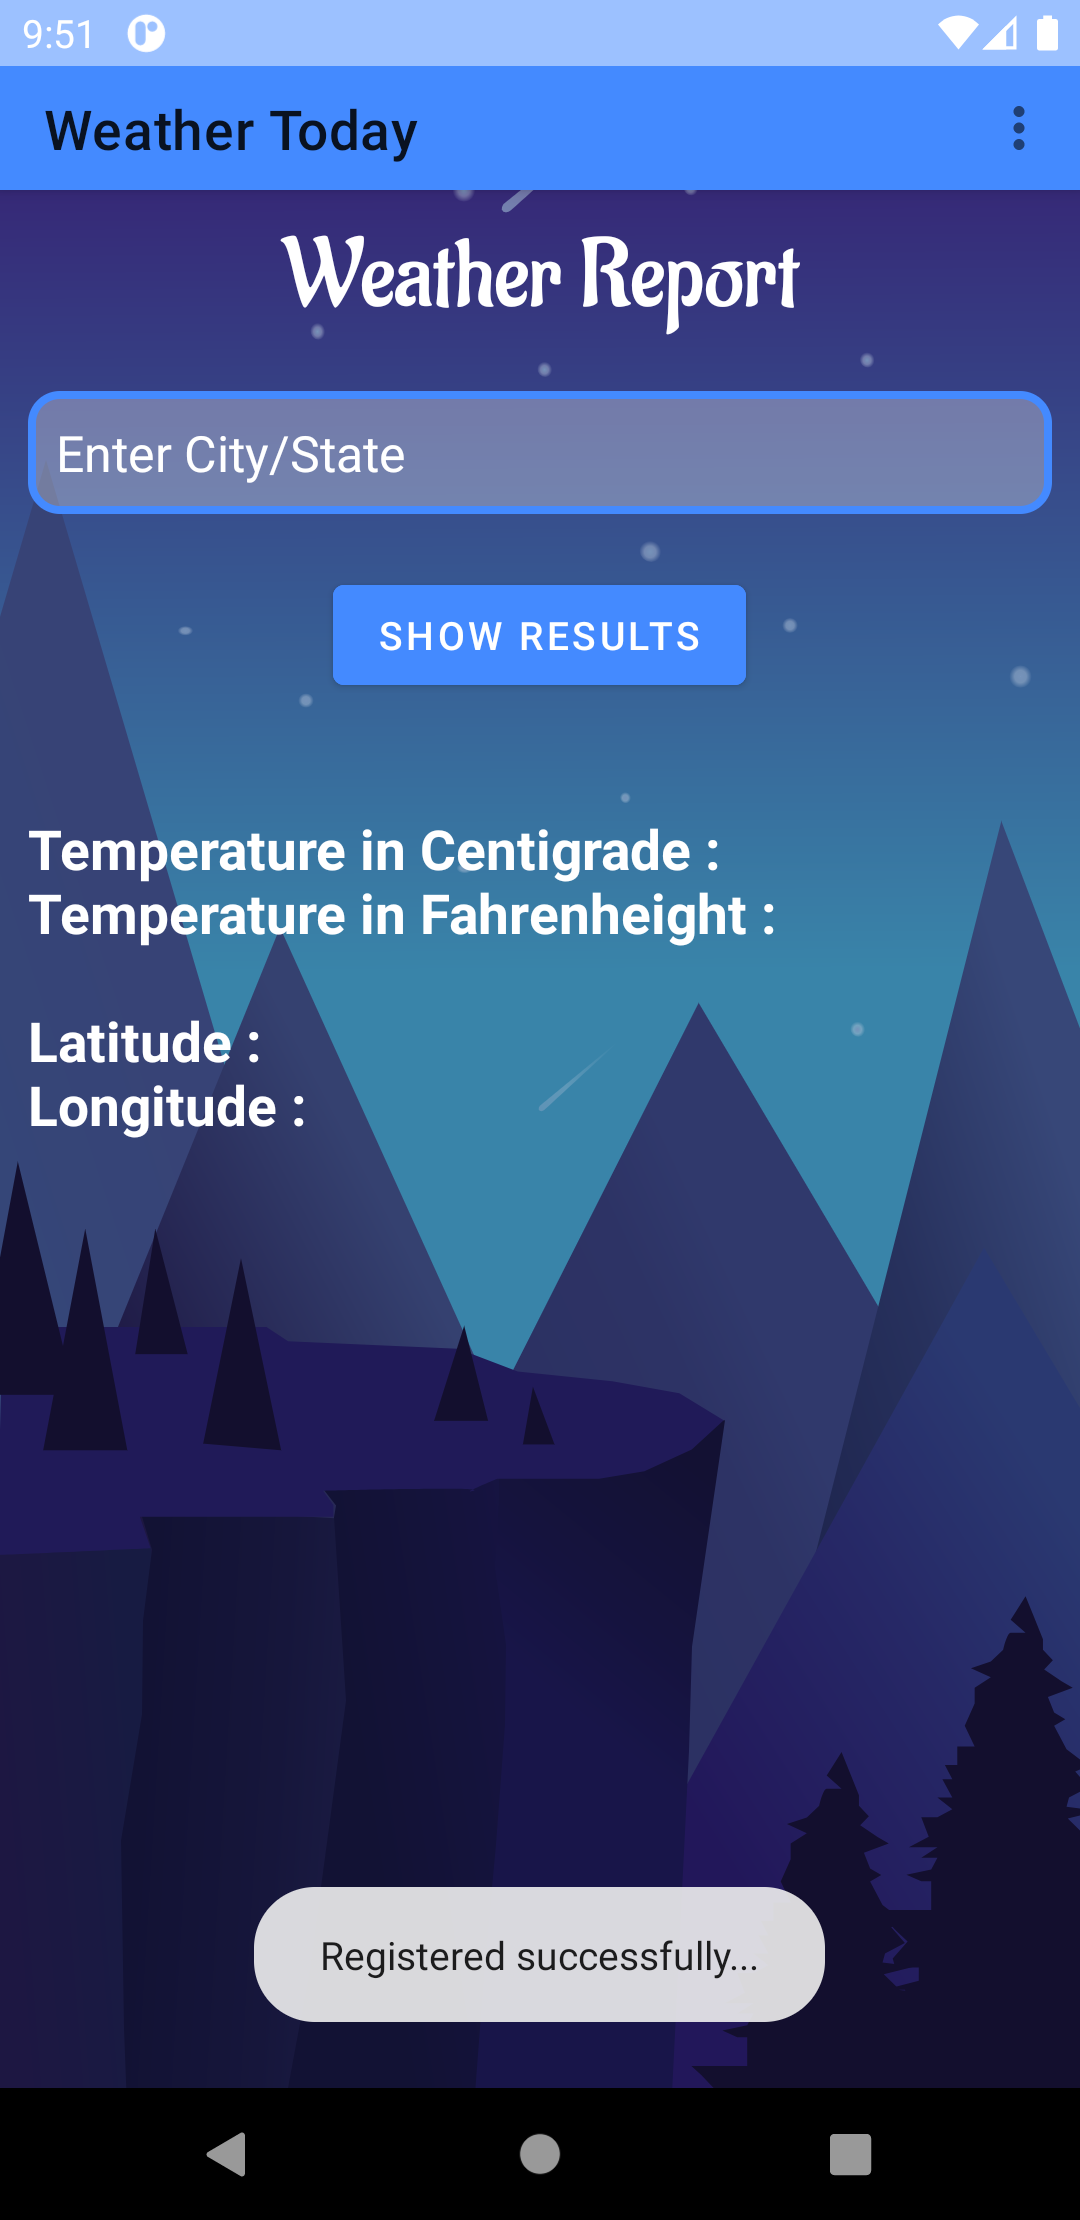 9:51
Weather Today
Weather Report
Enter City/State
SHOW RESULTS
Temperature in Centigrade :
Temperature in Fahrenheight :
Latitude :
Longitude :
Registered successfully...